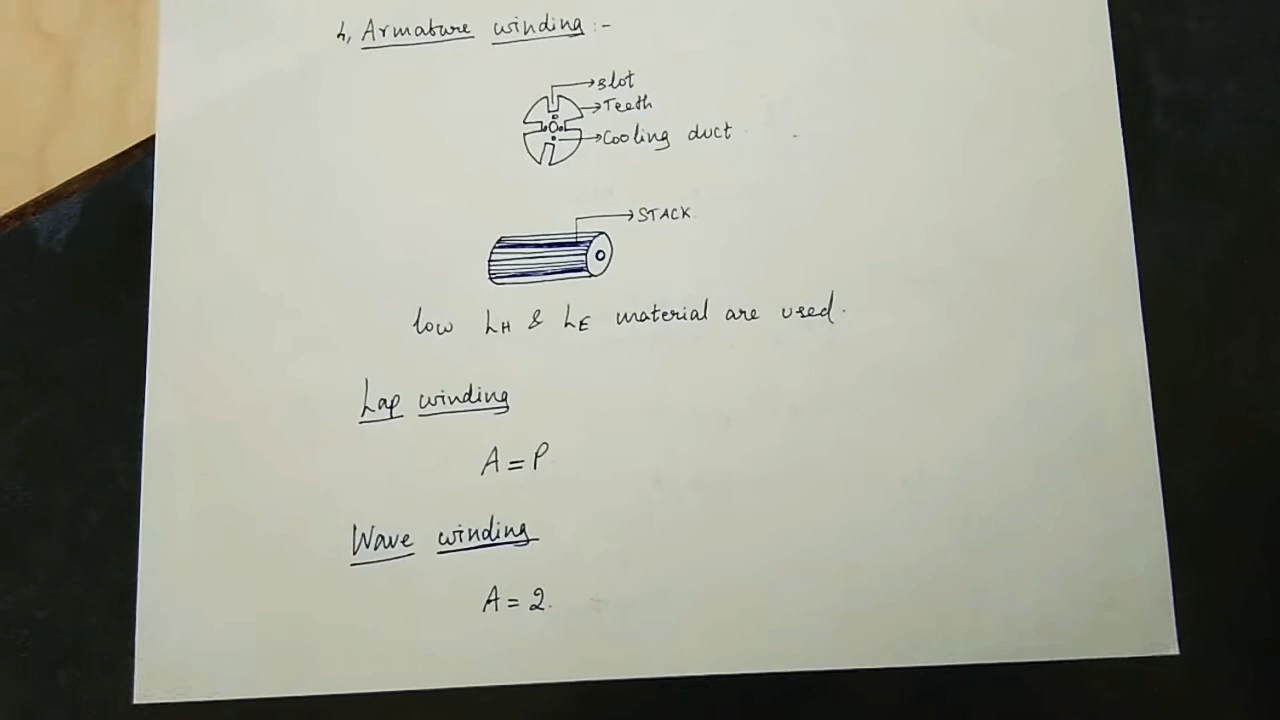 4, Armature winding :-
slot
Teeth
Cooling duct
STACK
low LH & LE material are used.
Lap winding
A = P
Wave winding
A = 2.